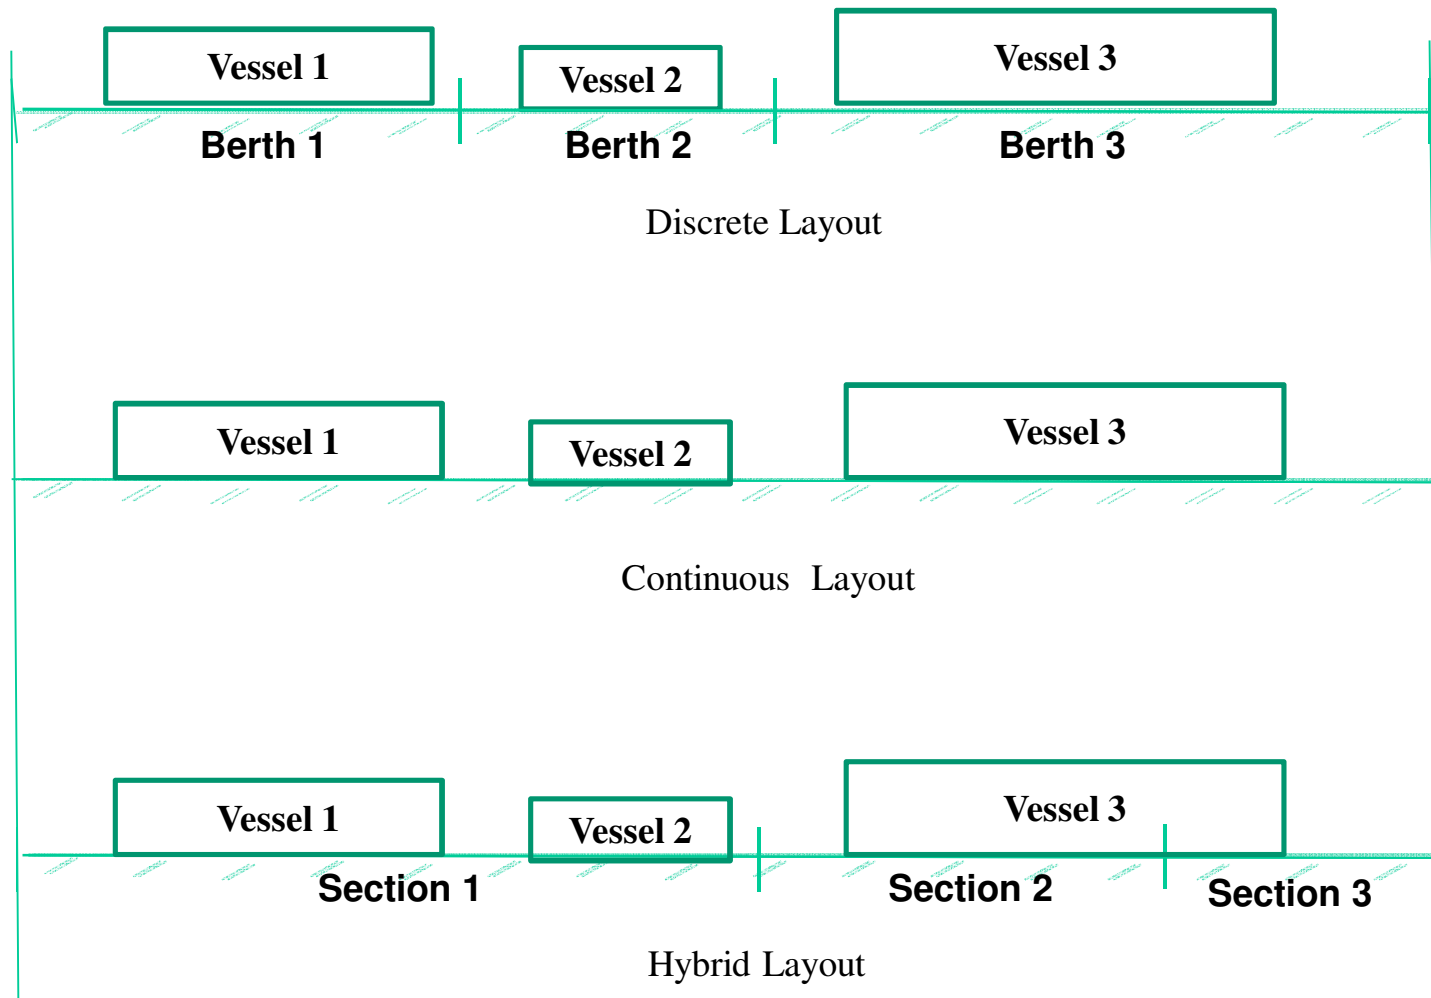 Vessel 1 Vessel 2 Vessel 3
Berth 1 Berth 2 Berth 3
Discrete Layout
Vessel 1 Vessel 2 Vessel 3
Continuous Layout
Vessel 1 Vessel 2 Vessel 3
Section 1 Section 2 Section 3
Hybrid Layout